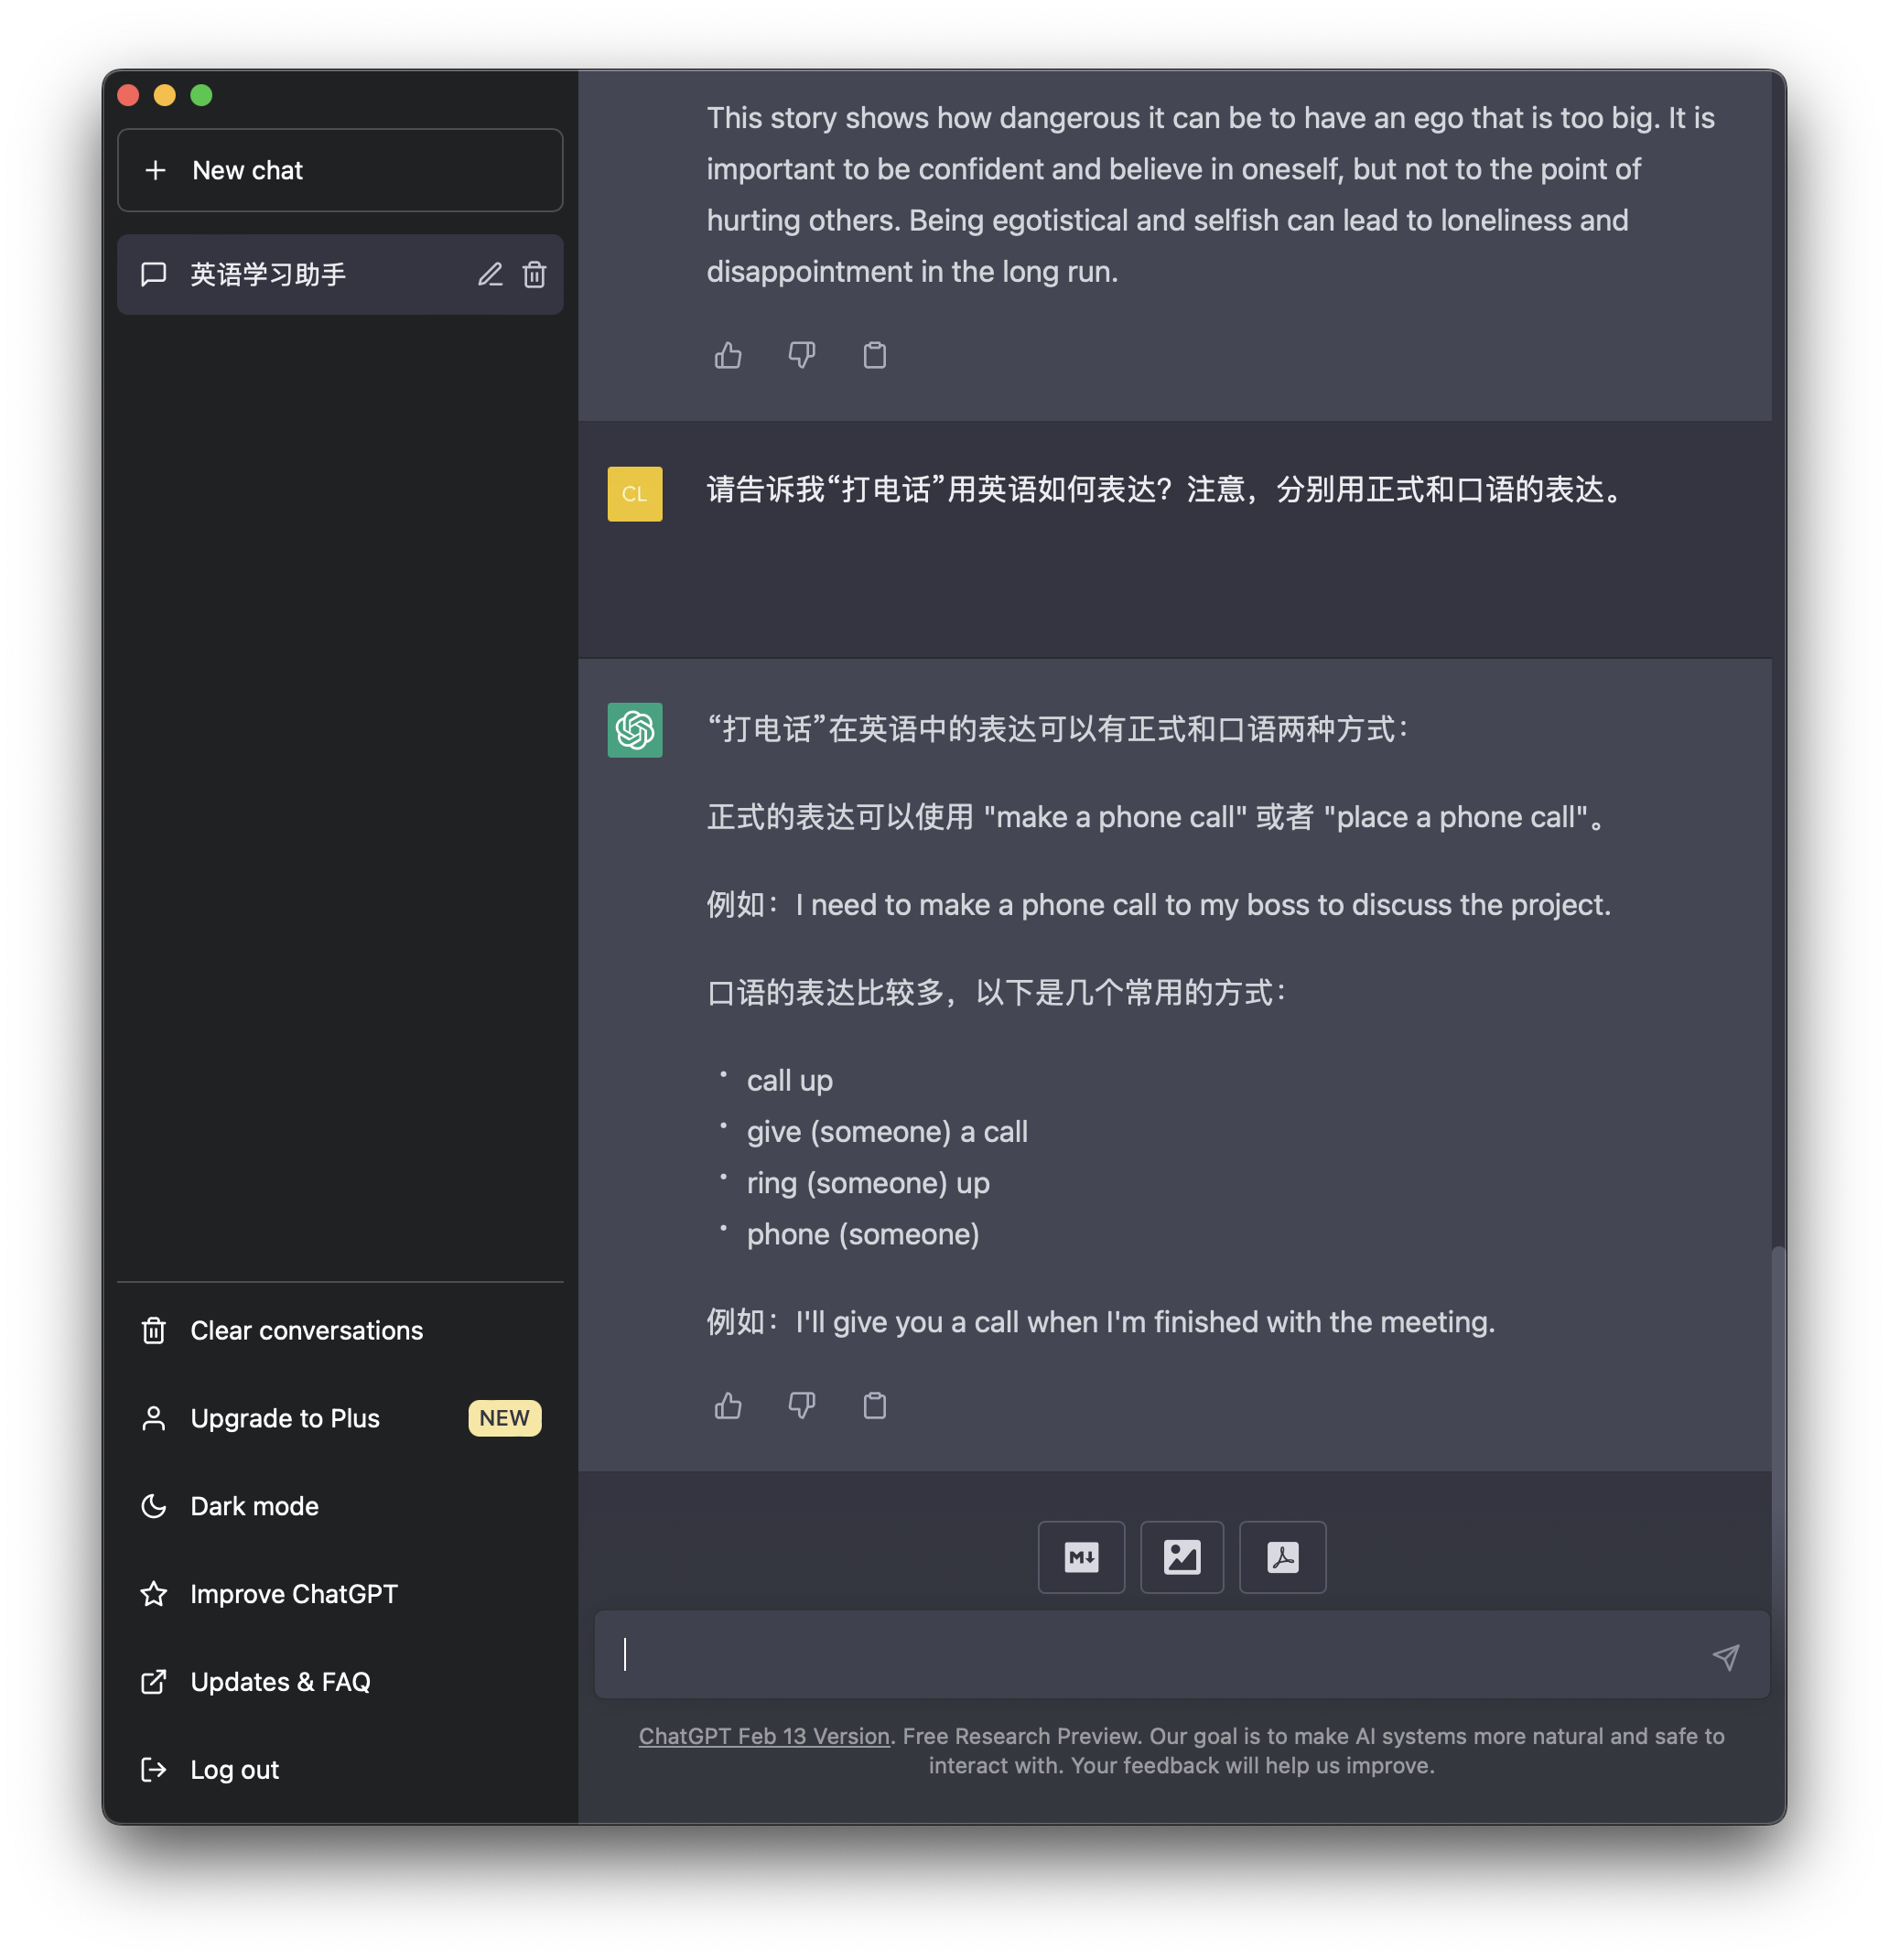 New chat
英语学习助手
Clear conversations
Upgrade to Plus
NEW
Dark mode
Improve ChatGPT
Updates & FAQ
Log out
This story shows how dangerous it can be to have an ego that is too big. It is
important to be confident and believe in oneself, but not to the point of
hurting others. Being egotistical and selfish can lead to loneliness and
disappointment in the long run.
CL
请告诉我“打电话”用英语如何表达？注意，分别用正式和口语的表达。
“打电话”在英语中的表达可以有正式和口语两种方式：
正式的表达可以使用 "make a phone call" 或者 "place a phone call"。
例如：I need to make a phone call to my boss to discuss the project.
口语的表达比较多，以下是几个常用的方式：
• call up
• give (someone) a call
• ring (someone) up
• phone (someone)
例如：I'll give you a call when I'm finished with the meeting.
M
ChatGPT Feb 13 Version. Free Research Preview. Our goal is to make AI systems more natural and safe to
interact with. Your feedback will help us improve.